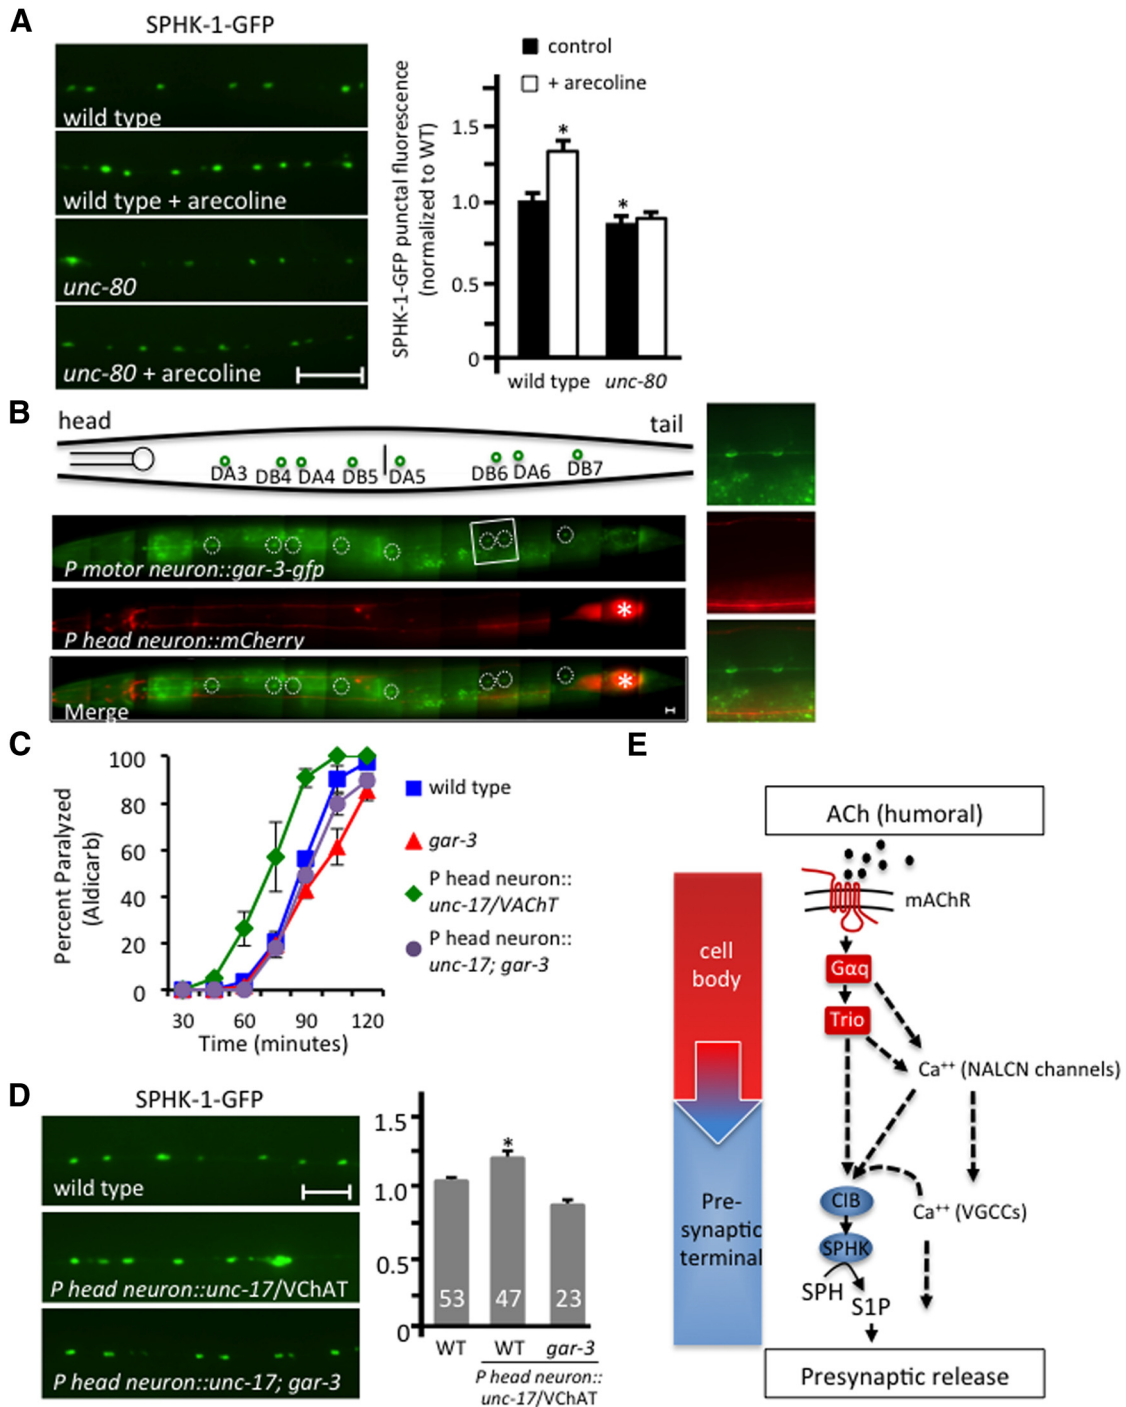 A
SPHK-1-GFP
wild type
wild type + arecoline
unc-80
unc-80 + arecoline
SPHK-1-GFP punctal fluorescence
(normalized to WT)
control
+ arecoline
1.5
1.0
0.5
0
*
*
wild type unc-80
B
head
tail
DA3 DB4 DA4 DB5 DA5 DB6 DA6 DB7
P motor neuron::gar-3-gfp
P head neuron::mCherry
*
Merge
*
C
Percent Paralyzed
(Aldicarb)
100
80
60
40
20
0
30 60 90 120
Time (minutes)
wild type
gar-3
P head neuron::
unc-17/VAChT
P head neuron::
unc-17; gar-3
D
SPHK-1-GFP
wild type
P head neuron::unc-17/VChAT
P head neuron::unc-17; gar-3
1.5
1.0
0.5
0
*
53 47 23
WT WT gar-3
P head neuron::
unc-17/VChAT
E
ACh (humoral)
mAChR
cell
body
Gαq
Trio
Ca++ (NALCN channels)
Pre-
synaptic
terminal
CIB
Ca++ (VGCCs)
SPHK
SPH
S1P
Presynaptic release